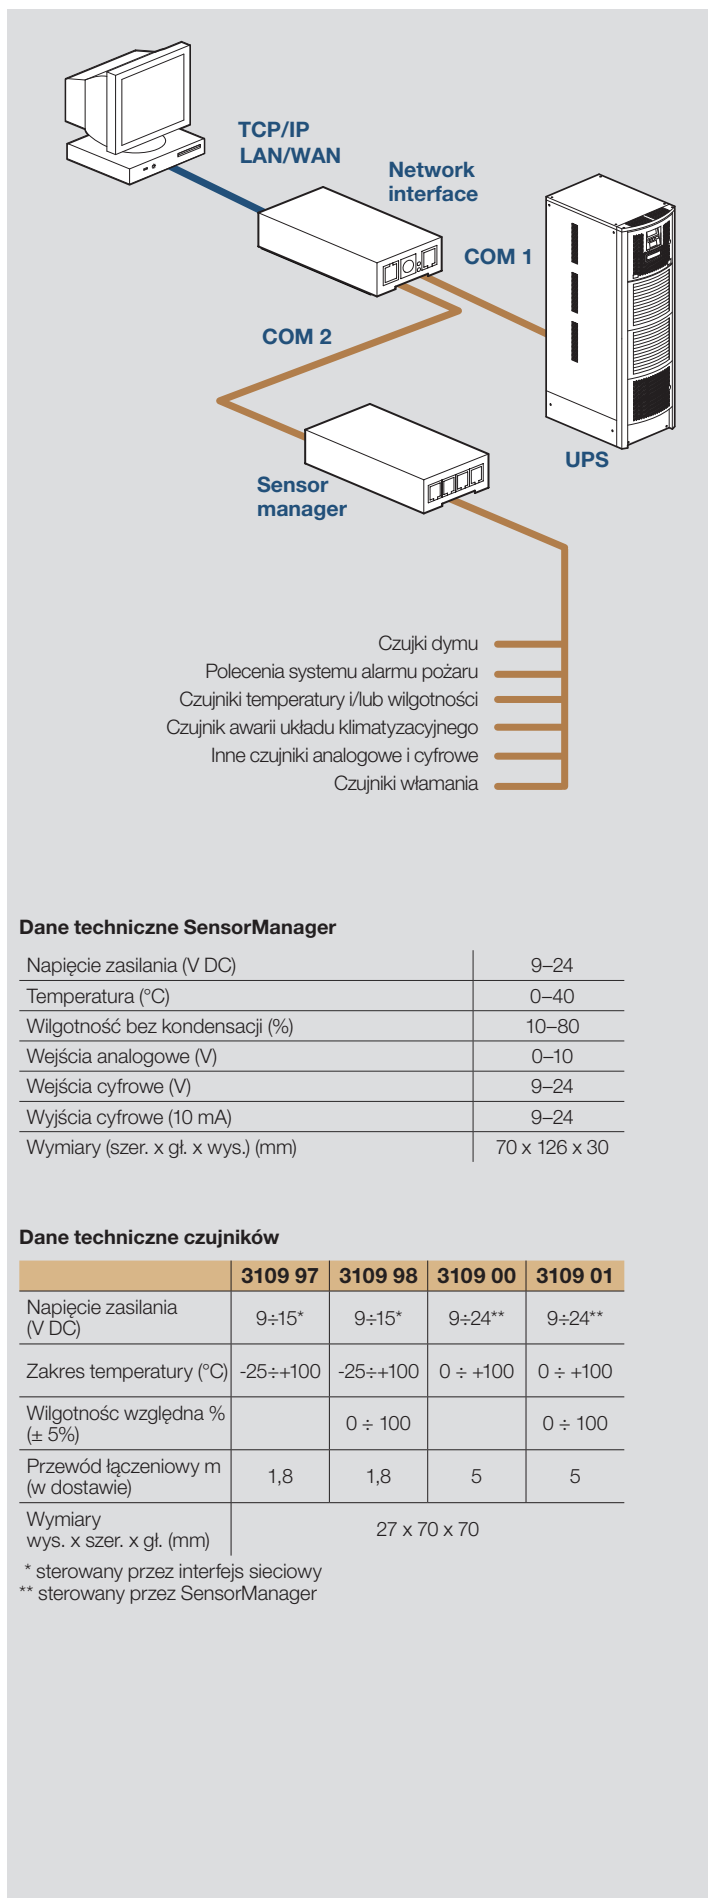 TCP/IP
LAN/WAN
Network
interface
COM 1
COM 2
UPS
Sensor
manager
Czujki dymu
Polecenia systemu alarmu pożaru
Czujniki temperatury i/lub wilgotności
Czujnik awarii układu klimatyzacyjnego
Inne czujniki analogowe i cyfrowe
Czujniki włamania
Dane techniczne SensorManager
Napięcie zasilania (V DC) 9–24
Temperatura (°C) 0–40
Wilgotność bez kondensacji (%) 10–80
Wejścia analogowe (V) 0–10
Wejścia cyfrowe (V) 9–24
Wyjścia cyfrowe (10 mA) 9–24
Wymiary (szer. x gł. x wys.) (mm) 70 x 126 x 30
Dane techniczne czujników
3109 97 3109 98 3109 00 3109 01
Napięcie zasilania
(V DC) 9÷15* 9÷15* 9÷24** 9÷24**
Zakres temperatury (°C) -25÷+100 -25÷+100 0 ÷ +100 0 ÷ +100
Wilgotnośc względna %
(± 5%) 0 ÷ 100 0 ÷ 100
Przewód łączeniowy m
(w dostawie) 1,8 1,8 5 5
Wymiary
wys. x szer. x gł. (mm) 27 x 70 x 70
* sterowany przez interfejs sieciowy
** sterowany przez SensorManager